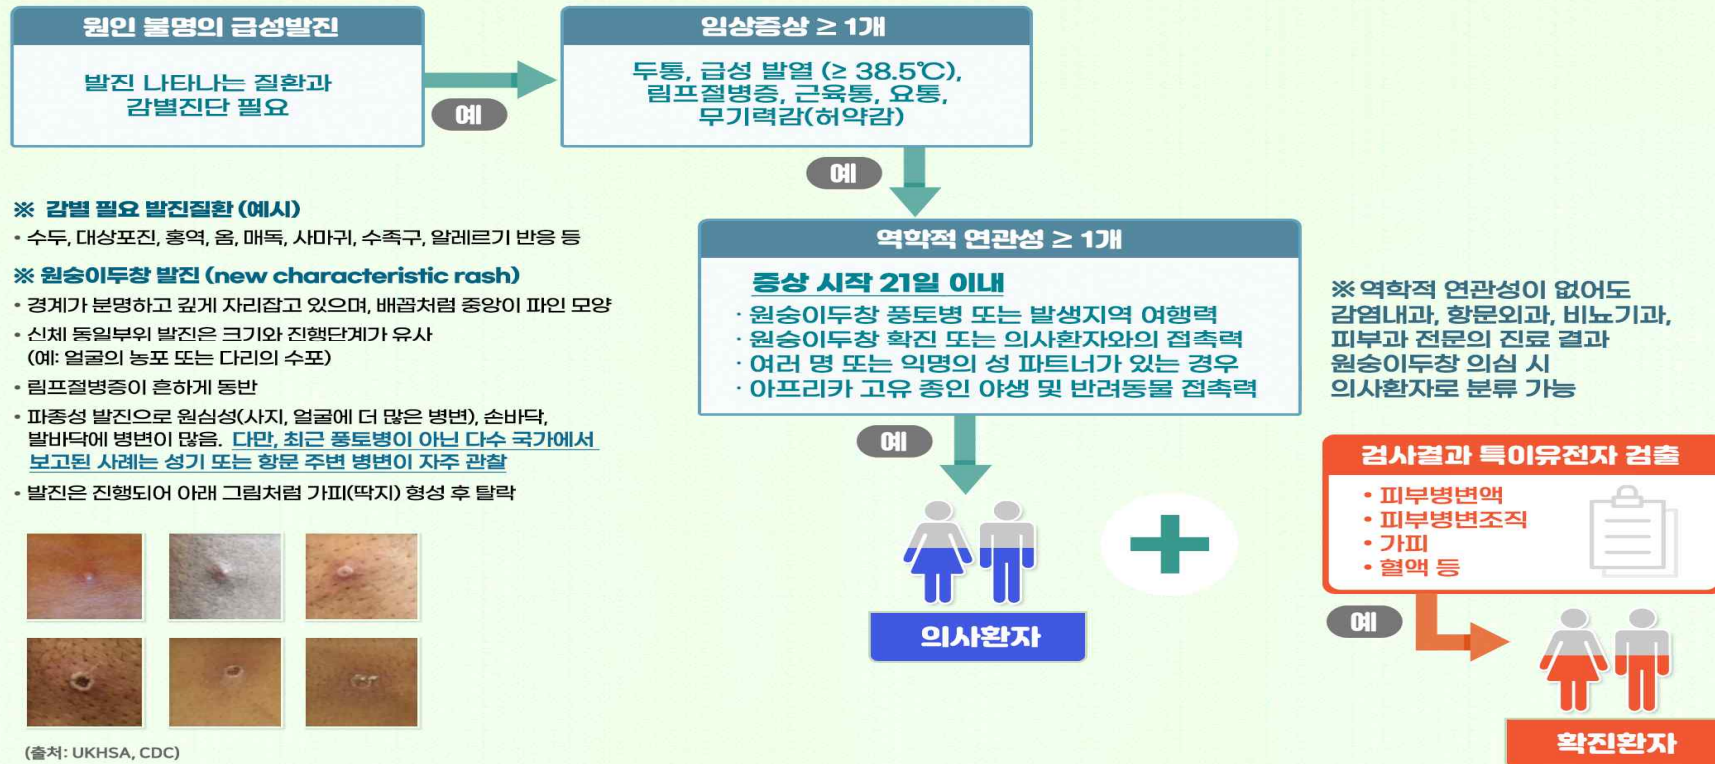 원인 불명의 급성발진
발진 나타나는 질환과
감별진단 필요
예
임상증상 ≥ 1개
두통, 급성 발열 (≥ 38.5℃),
림프절병증, 근육통, 요통,
무기력감(허약감)
예
※ 감별 필요 발진질환 (예시)
• 수두, 대상포진, 홍역, 옴, 매독, 사마귀, 수족구, 알레르기 반응 등
※ 원숭이두창 발진 (new characteristic rash)
• 경계가 분명하고 깊게 자리잡고 있으며, 배꼽처럼 중앙이 파인 모양
• 신체 동일부위 발진은 크기와 진행단계가 유사
(예: 얼굴의 농포 또는 다리의 수포)
• 림프절병증이 흔하게 동반
• 파종성 발진으로 원심성(사지, 얼굴에 더 많은 병변), 손바닥,
발바닥에 병변이 많음. 다만, 최근 풍토병이 아닌 다수 국가에서
보고된 사례는 성기 또는 항문 주변 병변이 자주 관찰
• 발진은 진행되어 아래 그림처럼 가피(딱지) 형성 후 탈락
(출처: UKHSA, CDC)
역학적 연관성 ≥ 1개
증상 시작 21일 이내
· 원숭이두창 풍토병 또는 발생지역 여행력
· 원숭이두창 확진 또는 의사환자와의 접촉력
· 여러 명 또는 익명의 성 파트너가 있는 경우
· 아프리카 고유 종인 야생 및 반려동물 접촉력
예
의사환자
※ 역학적 연관성이 없어도
감염내과, 항문외과, 비뇨기과,
피부과 전문의 진료 결과
원숭이두창 의심 시
의사환자로 분류 가능
검사결과 특이유전자 검출
• 피부병변액
• 피부병변조직
• 가피
• 혈액 등
예
확진환자